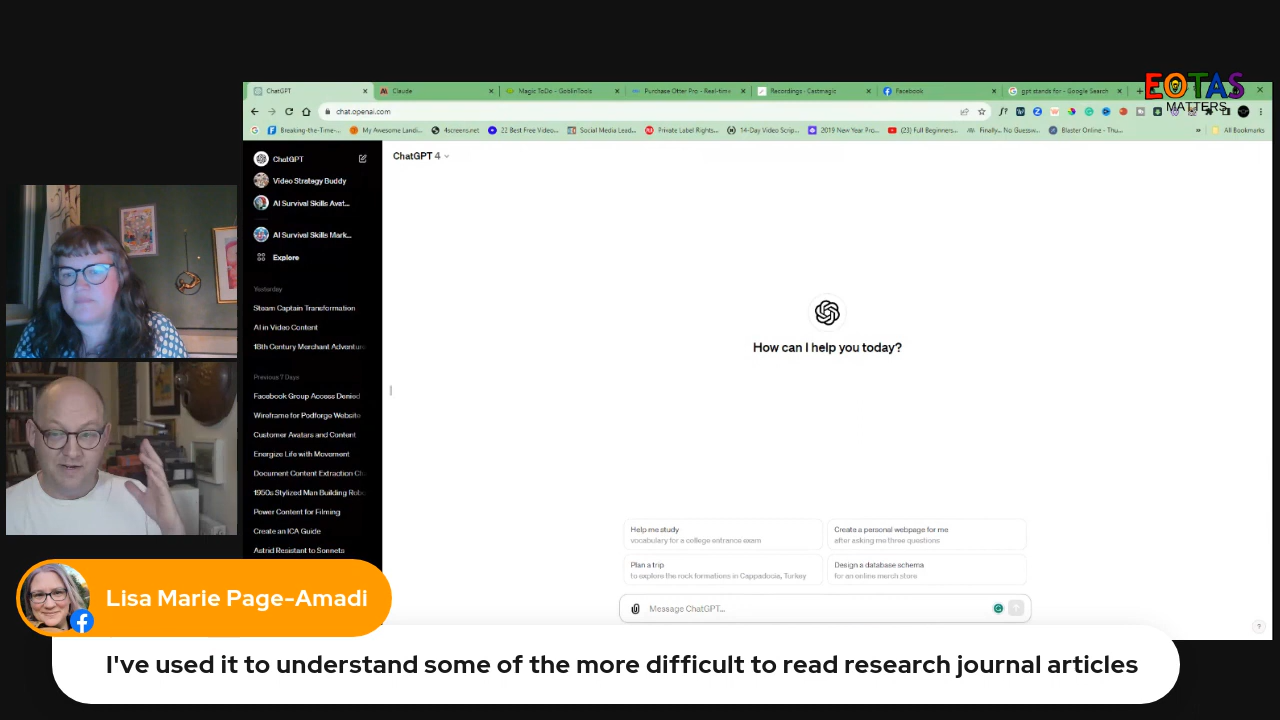 EOTAS
MATTERS
ChatGPT
Claude
Magic ToDo - GoblinTools
Purchase Otter Pro - Real-time
Recordings - Castmagic
Facebook
gpt stands for - Google Search
chat.openai.com
Breaking-the-Time-...
My Awesome Landi...
4screens.net
22 Best Free Video...
Social Media Lead...
Private Label Rights...
14-Day Video Scrip...
2019 New Year Pro...
(23) Full Beginners...
Finally... No Guessw...
Blaster Online - Thu...
All Bookmarks
ChatGPT
Video Strategy Buddy
AI Survival Skills Avat...
AI Survival Skills Mark...
Explore
Yesterday
Steam Captain Transformation
AI in Video Content
18th Century Merchant Adventur
Previous 7 Days
Facebook Group Access Denied
Wireframe for Podforge Website
Customer Avatars and Content
Energize Life with Movement
Document Content Extraction Ch
1950s Stylized Man Building Rob
Power Content for Filming
Create an ICA Guide
Astrid Resistant to Sonnets
ChatGPT 4
How can I help you today?
Help me study
vocabulary for a college entrance exam
Create a personal webpage for me
after asking me three questions
Plan a trip
to explore the rock formations in Cappadocia, Turkey
Design a database schema
for an online merch store
Message ChatGPT...
?
Lisa Marie Page-Amadi
I've used it to understand some of the more difficult to read research journal articles